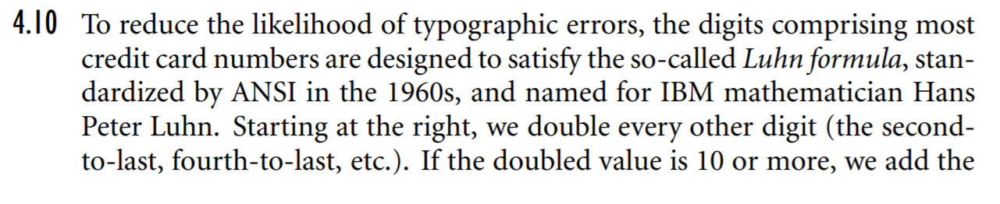 4.10 To reduce the likelihood of typographic errors, the digits comprising most
credit card numbers are designed to satisfy the so-called Luhn formula, stan-
dardized by ANSI in the 1960s, and named for IBM mathematician Hans
Peter Luhn. Starting at the right, we double every other digit (the second-
to-last, fourth-to-last, etc.). If the doubled value is 10 or more, we add the